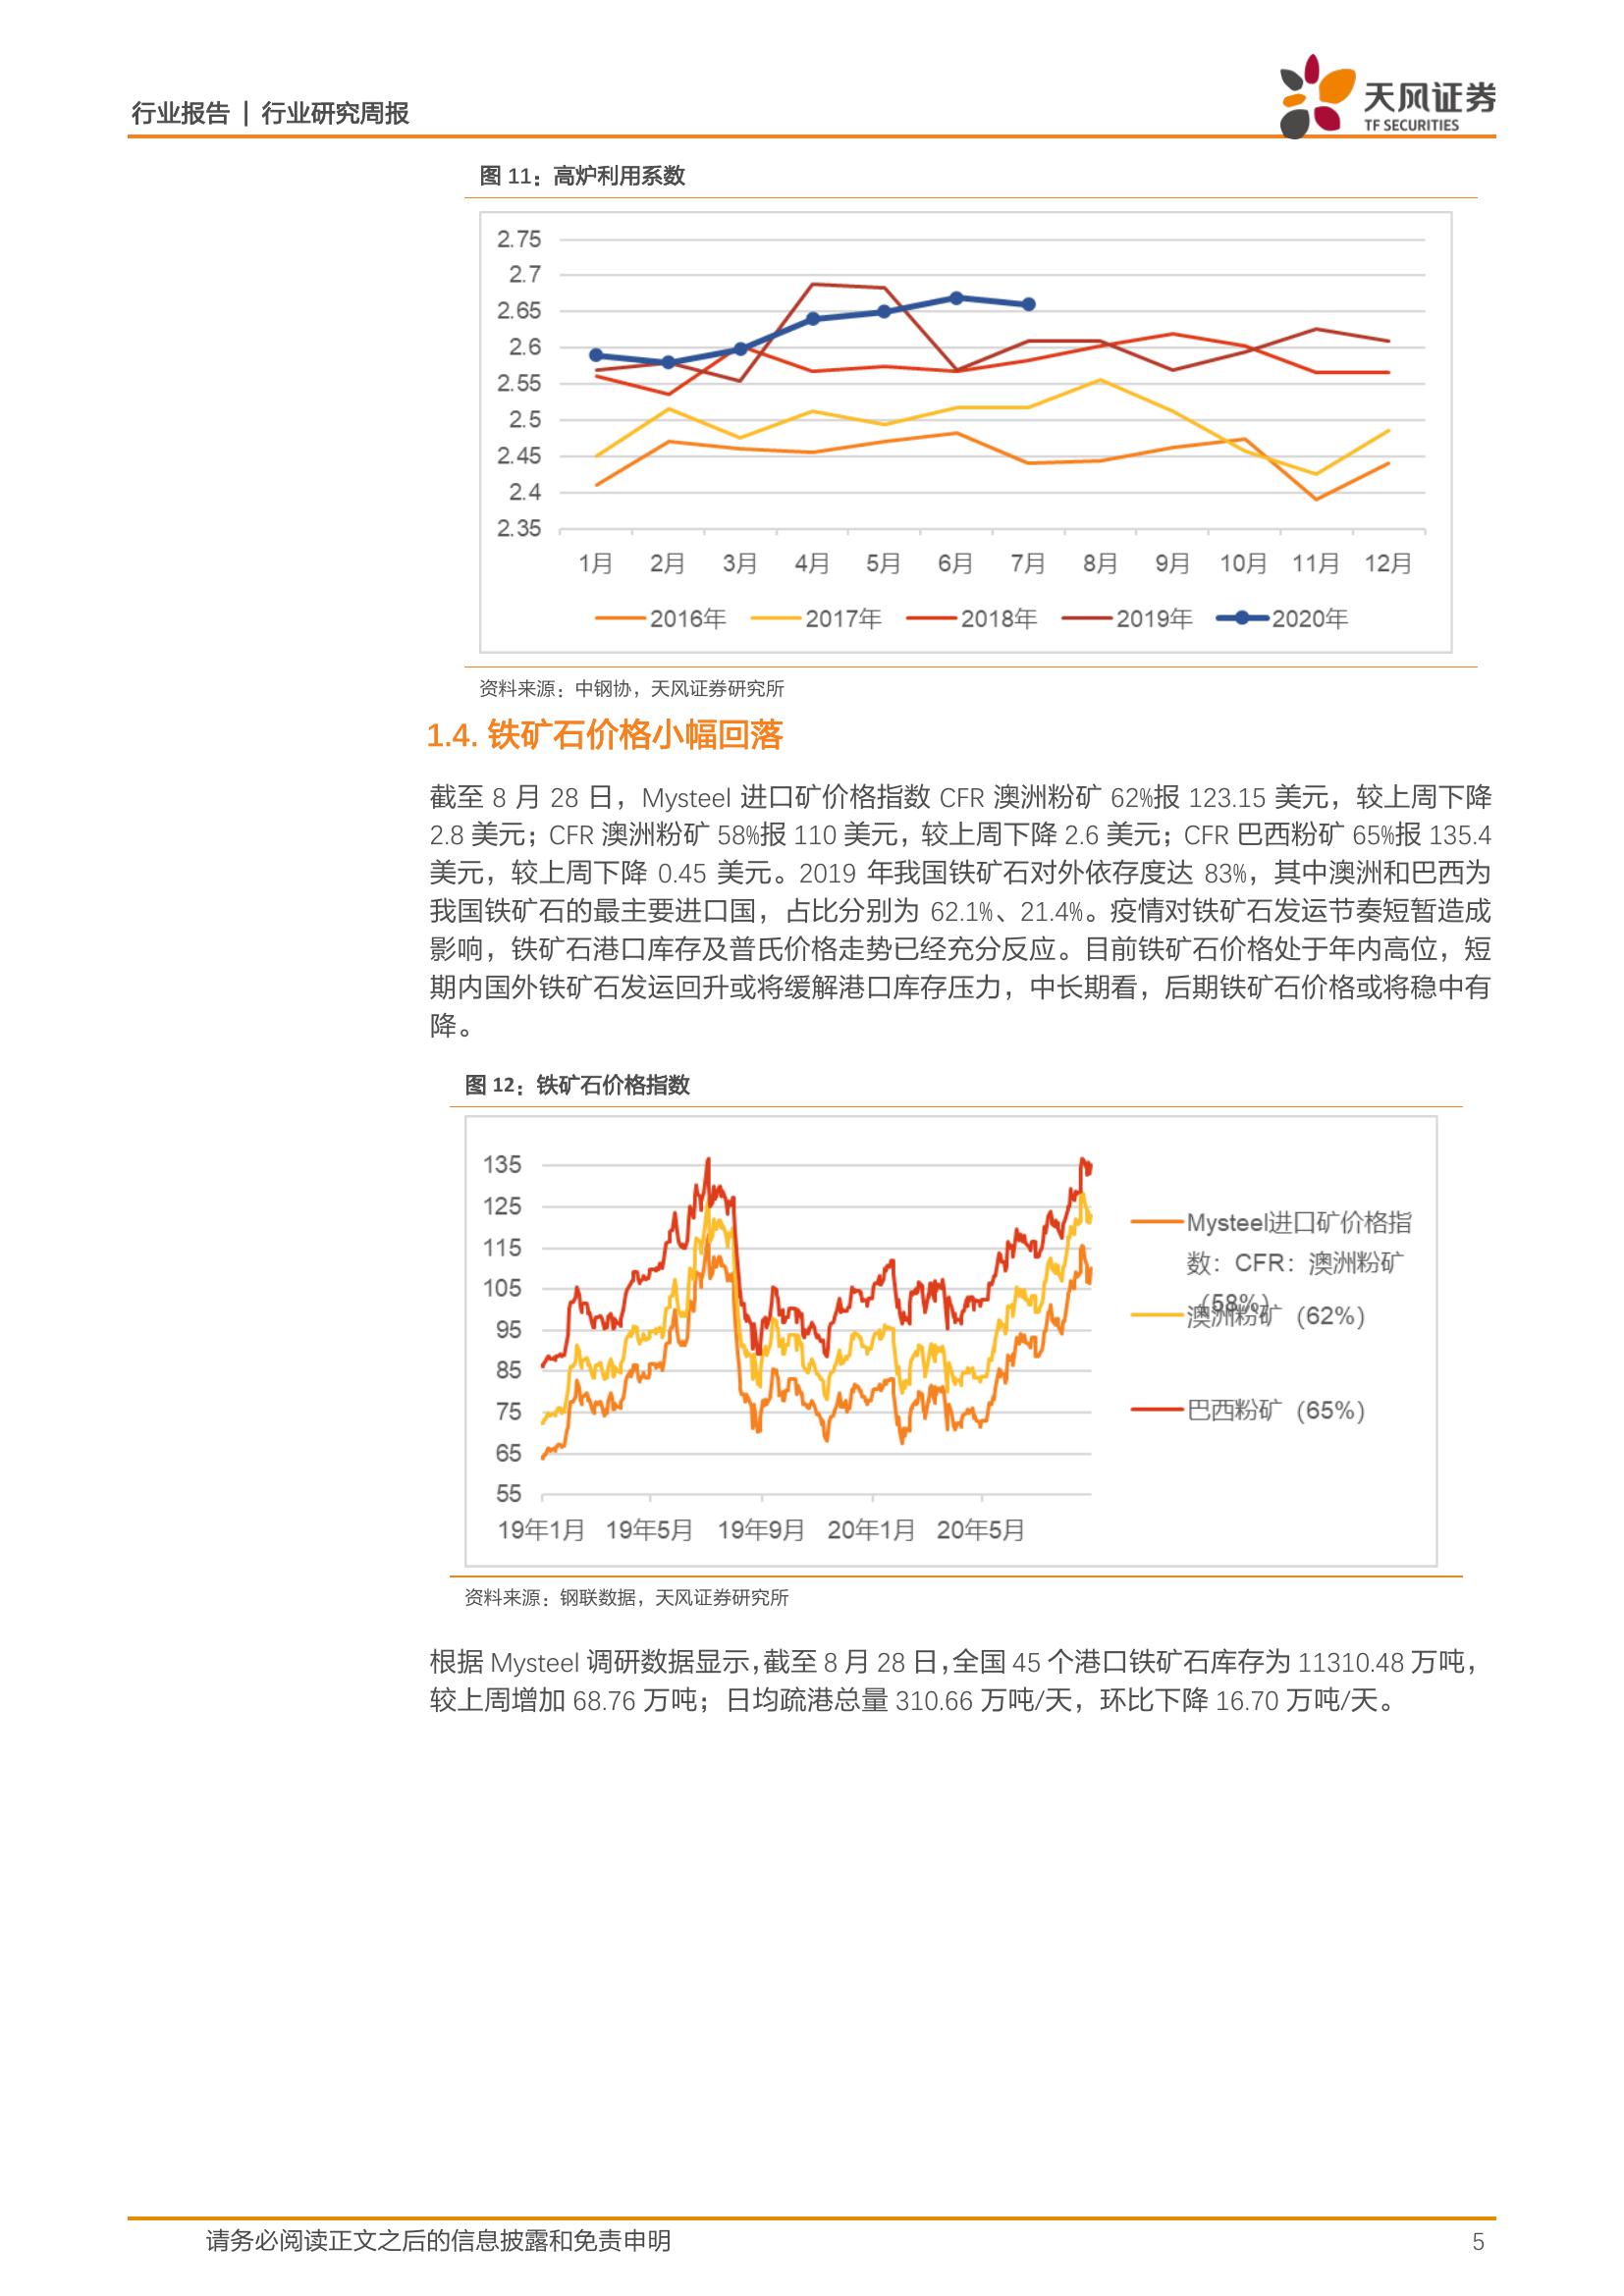 行业报告 | 行业研究周报
天风证券
TF SECURITIES
图 11：高炉利用系数
2.75
2.7
2.65
2.6
2.55
2.5
2.45
2.4
2.35
1月 2月 3月 4月 5月 6月 7月 8月 9月 10月 11月 12月
2016年 2017年 2018年 2019年 2020年
资料来源：中钢协，天风证券研究所
1.4. 铁矿石价格小幅回落
截至 8 月 28 日，Mysteel 进口矿价格指数 CFR 澳洲粉矿 62%报 123.15 美元，较上周下降
2.8 美元；CFR 澳洲粉矿 58%报 110 美元，较上周下降 2.6 美元；CFR 巴西粉矿 65%报 135.4
美元，较上周下降 0.45 美元。2019 年我国铁矿石对外依存度达 83%，其中澳洲和巴西为
我国铁矿石的最主要进口国，占比分别为 62.1%、21.4%。疫情对铁矿石发运节奏短暂造成
影响，铁矿石港口库存及普氏价格走势已经充分反应。目前铁矿石价格处于年内高位，短
期内国外铁矿石发运回升或将缓解港口库存压力，中长期看，后期铁矿石价格或将稳中有
降。
图 12：铁矿石价格指数
135
125
115
105
95
85
75
65
55
19年1月 19年5月 19年9月 20年1月 20年5月
Mysteel进口矿价格指
数：CFR：澳洲粉矿
（58%）
澳洲粉矿（62%）
巴西粉矿（65%）
资料来源：钢联数据，天风证券研究所
根据 Mysteel 调研数据显示，截至 8 月 28 日，全国 45 个港口铁矿石库存为 11310.48 万吨，
较上周增加 68.76 万吨；日均疏港总量 310.66 万吨/天，环比下降 16.70 万吨/天。
请务必阅读正文之后的信息披露和免责申明
5